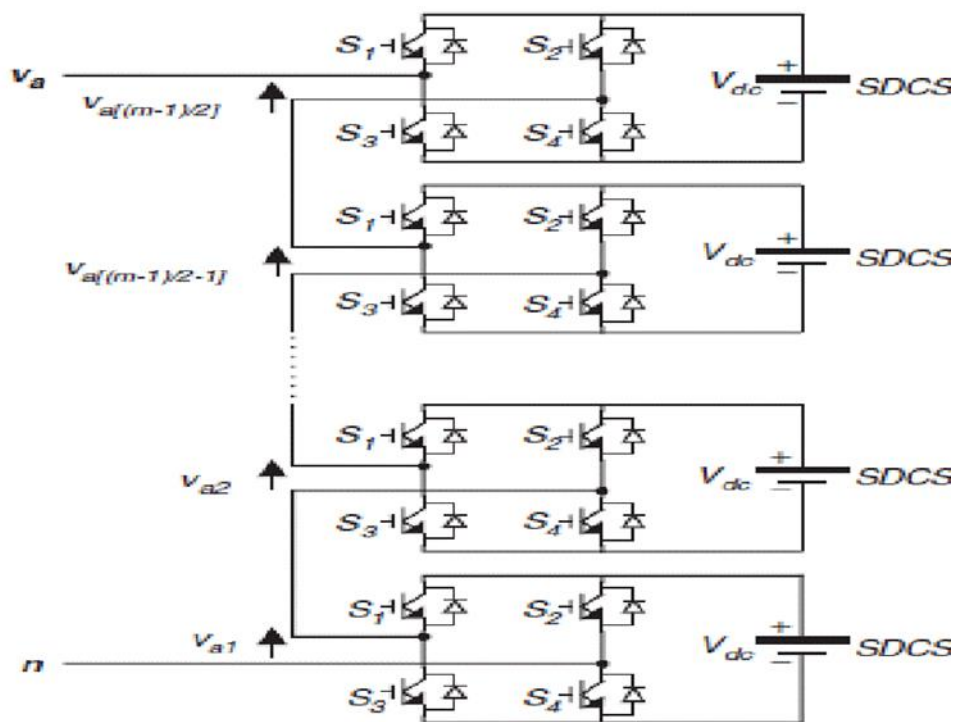 S1 S2
va
va[(m-1)/2]
Vdc + − SDCS
S3 S4
S1 S2
va[(m-1)/2-1]
Vdc + − SDCS
S3 S4
S1 S2
va2
Vdc + − SDCS
S3 S4
S1 S2
va1
Vdc + − SDCS
n
S3 S4